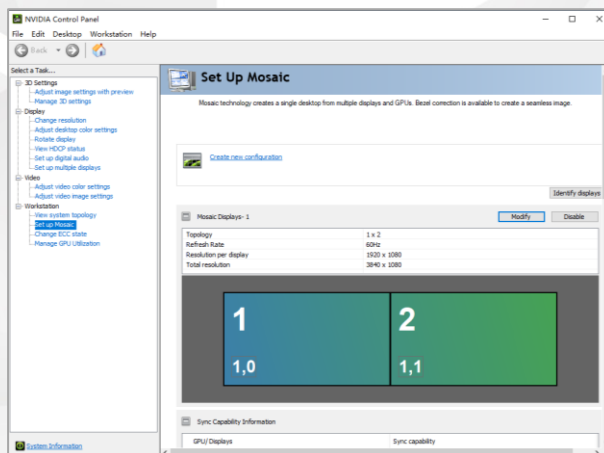 NVIDIA Control Panel
File Edit Desktop Workstation Help
Back
Select a Task...
3D Settings
Adjust image settings with preview
Manage 3D settings
Display
Change resolution
Adjust desktop color settings
Rotate display
View HDCP status
Set up digital audio
Set up multiple displays
Video
Adjust video color settings
Adjust video image settings
Workstation
View system topology
Set up Mosaic
Change ECC state
Manage GPU Utilization
System Information
Set Up Mosaic
Mosaic technology creates a single desktop from multiple displays and GPUs. Bezel correction is available to create a seamless image.
Create new configuration
Identify displays
Mosaic Displays- 1 Modify Disable
Topology 1 x 2
Refresh Rate 60Hz
Resolution per display 1920 x 1080
Total resolution 3840 x 1080
1 2
1,0 1,1
Sync Capability Information
GPU/ Displays Sync capability